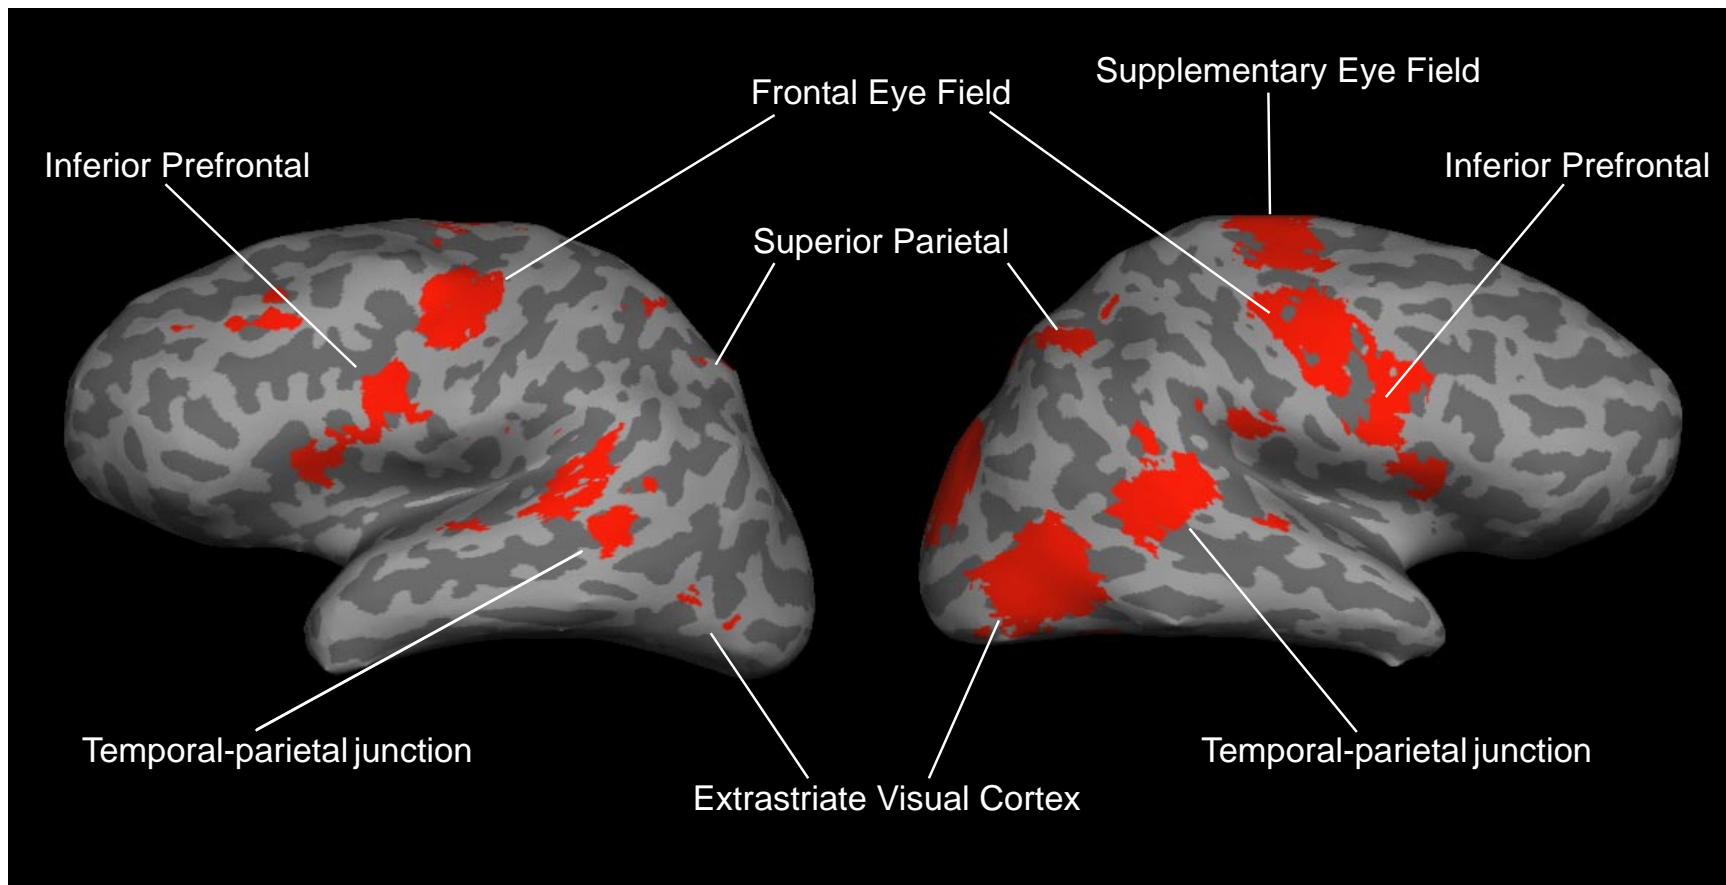 Supplementary Eye Field
Frontal Eye Field
Inferior Prefrontal
Inferior Prefrontal
Superior Parietal
Temporal-parietal junction
Temporal-parietal junction
Extrastriate Visual Cortex